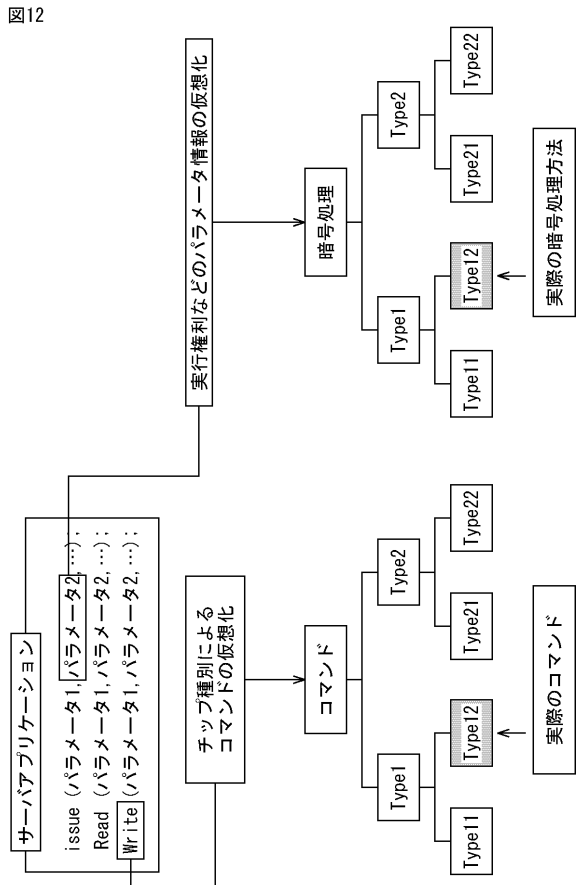 図12
サーバアプリケーション
issue (パラメータ1,パラメータ2,…);
Read (パラメータ1,パラメータ2,…);
Write (パラメータ1,パラメータ2,…);
チップ種別による
コマンドの仮想化
コマンド
Type1
Type2
Type11
Type12
Type21
Type22
実際のコマンド
実行権利などのパラメータ情報の仮想化
暗号処理
Type1
Type2
Type11
Type12
Type21
Type22
実際の暗号処理方法